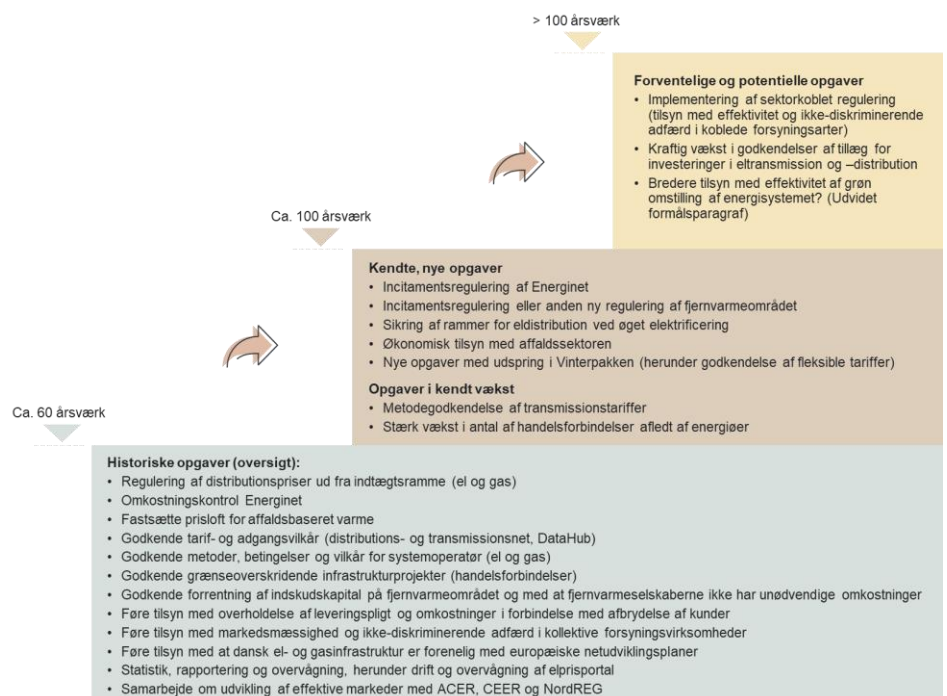 > 100 årsværk
Forventelige og potentielle opgaver
• Implementering af sektorkoblet regulering
(tilsyn med effektivitet og ikke-diskriminerende
adfærd i koblede forsyningsarter)
• Kraftig vækst i godkendelser af tillæg for
investeringer i eltransmission og –distribution
• Bredere tilsyn med effektivitet af grøn
omstilling af energisystemet? (Udvidet
formålsparagraf)
Ca. 100 årsværk
Kendte, nye opgaver
• Incitamentsregulering af Energinet
• Incitamentsregulering eller anden ny regulering af fjernvarmeområdet
• Sikring af rammer for eldistribution ved øget elektrificering
• Økonomisk tilsyn med affaldssektoren
• Nye opgaver med udspring i Vinterpakken (herunder godkendelse af fleksible tariffer)
Opgaver i kendt vækst
• Metodegodkendelse af transmissionstariffer
• Stærk vækst i antal af handelsforbindelser afledt af energiøer
Ca. 60 årsværk
Historiske opgaver (oversigt):
• Regulering af distributionspriser ud fra indtægtsramme (el og gas)
• Omkostningskontrol Energinet
• Fastsætte prisloft for affaldsbaseret varme
• Godkende tarif- og adgangsvilkår (distributions- og transmissionsnet, DataHub)
• Godkende metoder, betingelser og vilkår for systemoperatør (el og gas)
• Godkende grænseoverskridende infrastrukturprojekter (handelsforbindelser)
• Godkende forrentning af indskudskapital på fjernvarmeområdet og med at fjernvarmeselskaberne ikke har unødvendige omkostninger
• Føre tilsyn med overholdelse af leveringspligt og omkostninger i forbindelse med afbrydelse af kunder
• Føre tilsyn med markedsmæssighed og ikke-diskriminerende adfærd i kollektive forsyningsvirksomheder
• Føre tilsyn med at dansk el- og gasinfrastruktur er forenelig med europæiske netudviklingsplaner
• Statistik, rapportering og overvågning, herunder drift og overvågning af elprisportal
• Samarbejde om udvikling af effektive markeder med ACER, CEER og NordREG